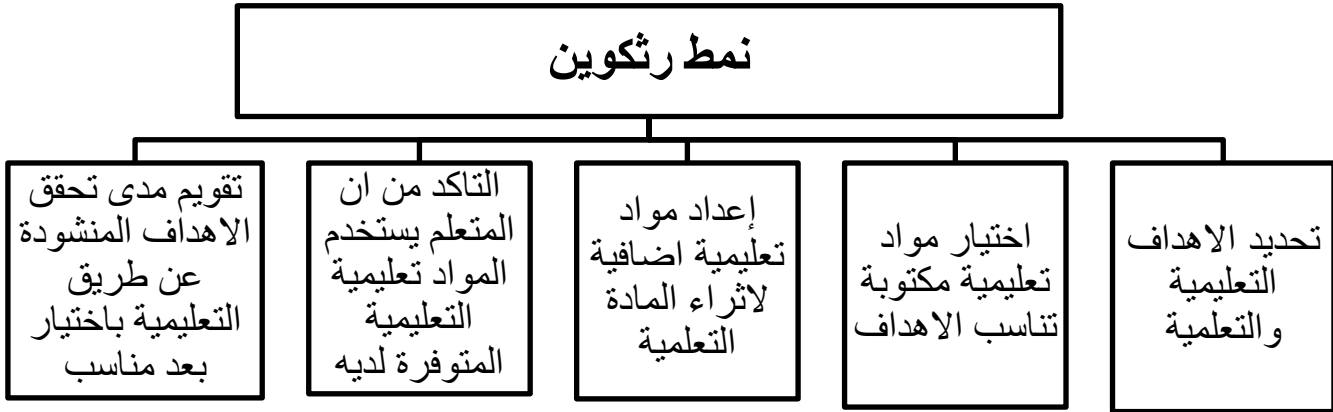 نمط رثكوين
تحديد الاهداف
التعليمية
والتعلمية
اختيار مواد
تعليمية مكتوبة
تناسب الاهداف
إعداد مواد
تعليمية اضافية
لاثراء المادة
التعلمية
التاكد من ان
المتعلم يستخدم
المواد تعليمية
التعليمية
المتوفرة لديه
تقويم مدى تحقق
الاهداف المنشودة
عن طريق
التعليمية باختيار
بعد مناسب